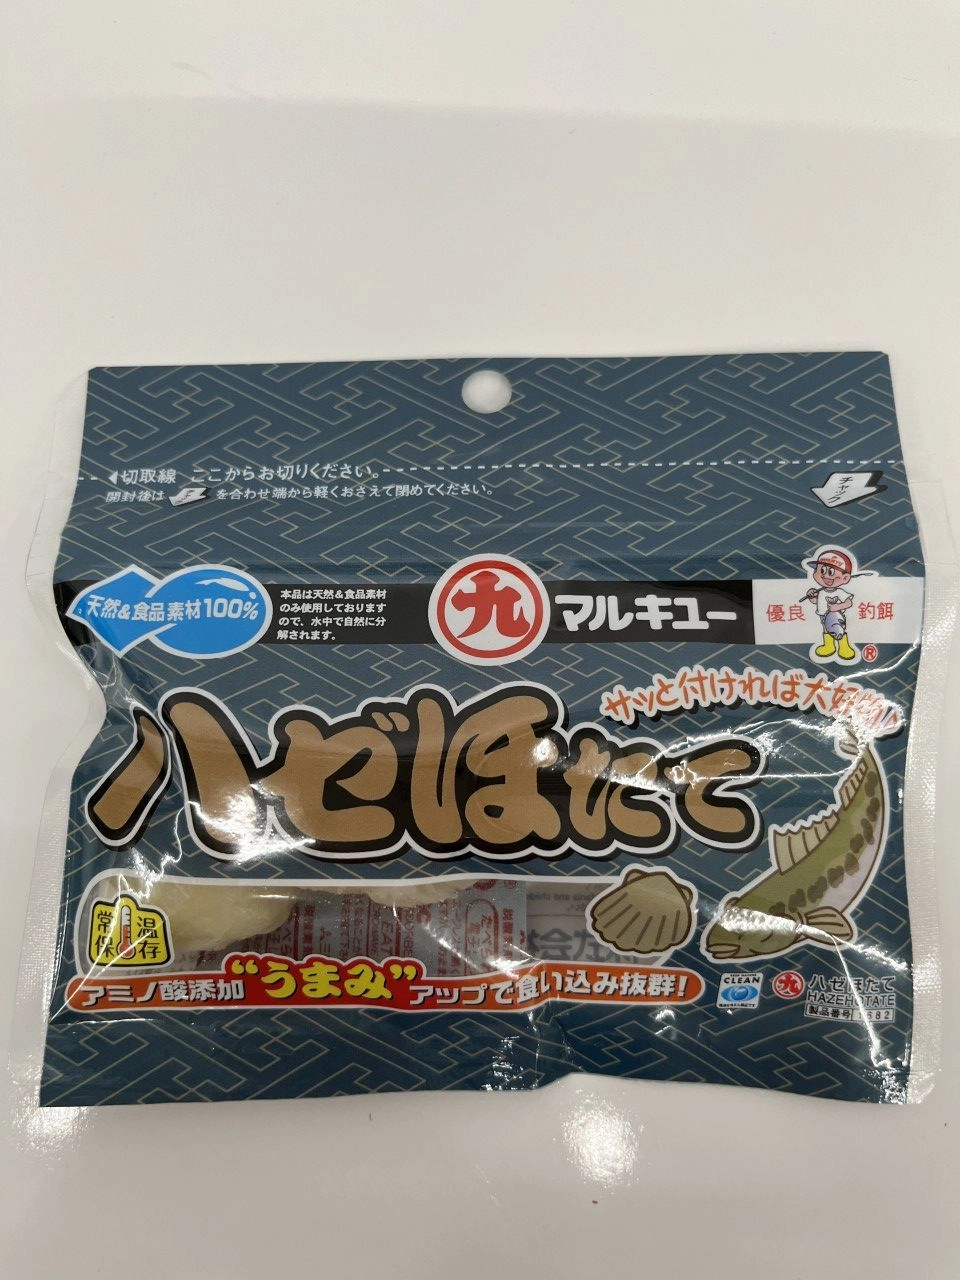 切取線 ここからお切りください。
開封後は を合わせ端から軽くおさえて閉めてください。
チャック
天然&食品素材100%
本品は天然&食品素材
のみ使用しております
ので、水中で自然に分
解されます。
九 マルキユー
優良 釣餌
®
サッと付ければ大好物
ハゼほたて
常温
保存
アミノ酸添加“うまみ”アップで食い込み抜群!
CLEAN
九 ハゼほたて
HAZEHOTATE
製品番号